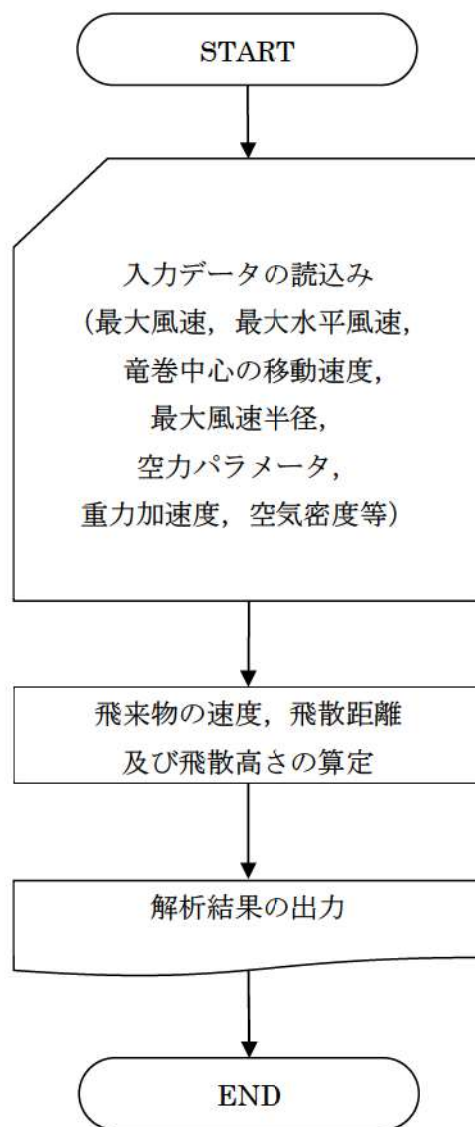 START
入力データの読込み
（最大風速，最大水平風速，
竜巻中心の移動速度，
最大風速半径，
空力パラメータ，
重力加速度，空気密度等）
飛来物の速度，飛散距離
及び飛散高さの算定
解析結果の出力
END